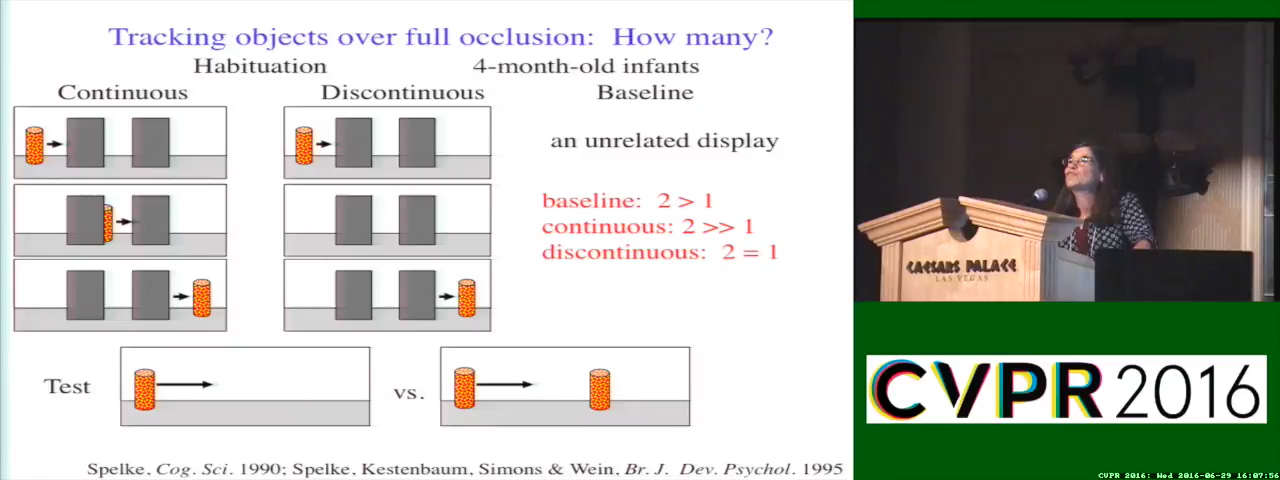 Tracking objects over full occlusion: How many?
Habituation
4-month-old infants
Continuous
Discontinuous
Baseline
an unrelated display
baseline: 2 > 1
continuous: 2 >> 1
discontinuous: 2 = 1
Test
vs.
Spelke, Cog. Sci. 1990; Spelke, Kestenbaum, Simons & Wein, Br. J. Dev. Psychol. 1995
CAESARS PALACE
LAS VEGAS
CVPR 2016
CVPR 2016: Wed 2016-06-29 16:07:56